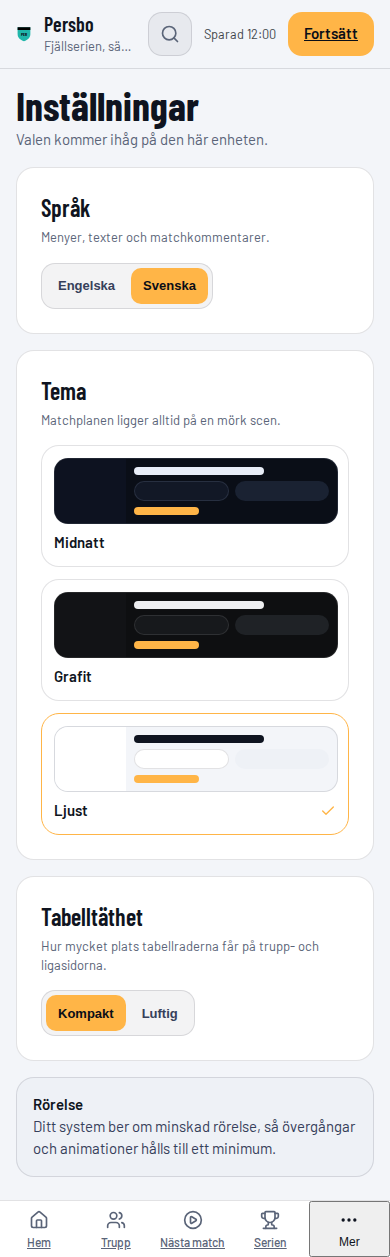 Persbo
Fjällserien, sä...
Sparad 12:00
Fortsätt
Inställningar
Valen kommer ihåg på den här enheten.
Språk
Menyer, texter och matchkommentarer.
Engelska
Svenska
Tema
Matchplanen ligger alltid på en mörk scen.
Midnatt
Grafit
Ljust
Tabelltäthet
Hur mycket plats tabellraderna får på trupp- och
ligasidorna.
Kompakt
Luftig
Rörelse
Ditt system ber om minskad rörelse, så övergångar
och animationer hålls till ett minimum.
Hem
Trupp
Nästa match
Serien
Mer